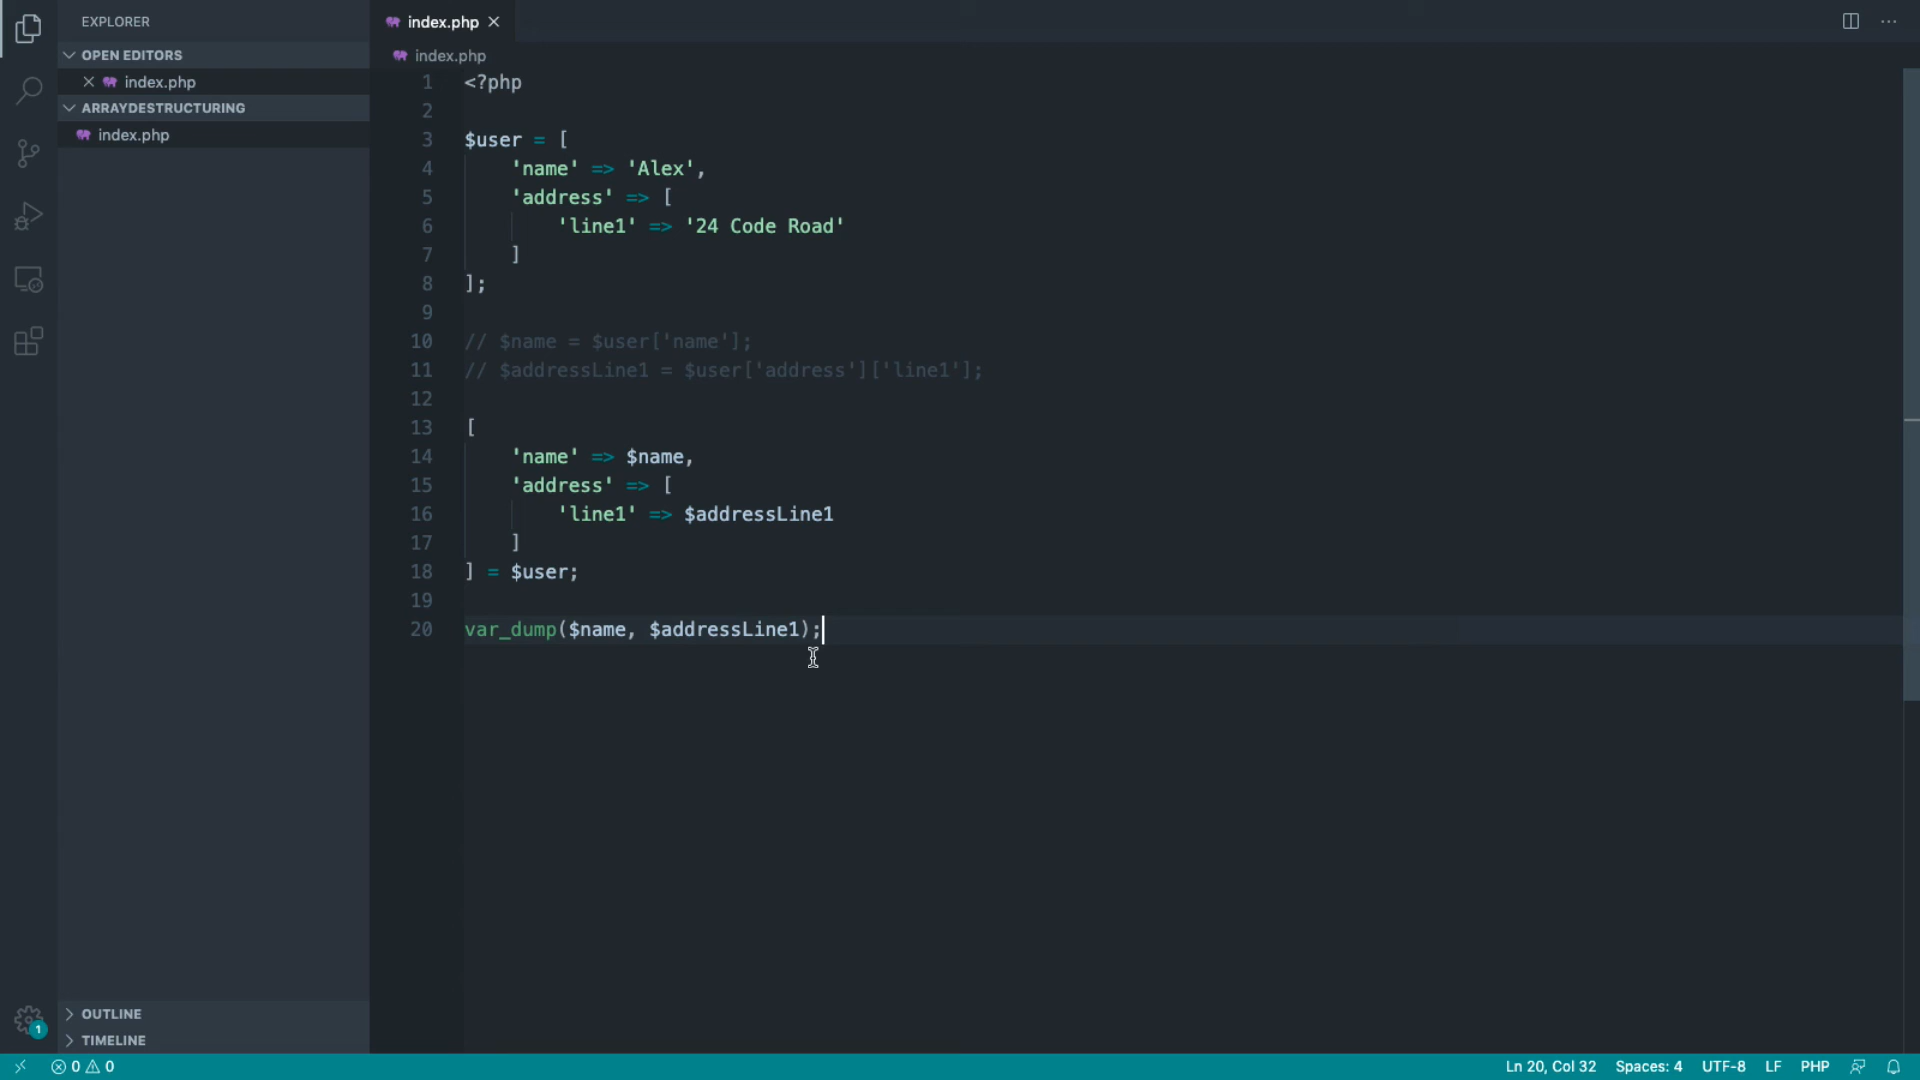 EXPLORER
OPEN EDITORS
index.php
ARRAYDESTRUCTURING
index.php
OUTLINE
TIMELINE
index.php
index.php
1 <?php
2
3 $user = [
4     'name' => 'Alex',
5     'address' => [
6         'line1' => '24 Code Road'
7     ]
8 ];
9
10 // $name = $user['name'];
11 // $addressLine1 = $user['address']['line1'];
12
13 [
14     'name' => $name,
15     'address' => [
16         'line1' => $addressLine1
17     ]
18 ] = $user;
19
20 var_dump($name, $addressLine1);
1
0 0
Ln 20, Col 32 Spaces: 4 UTF-8 LF PHP